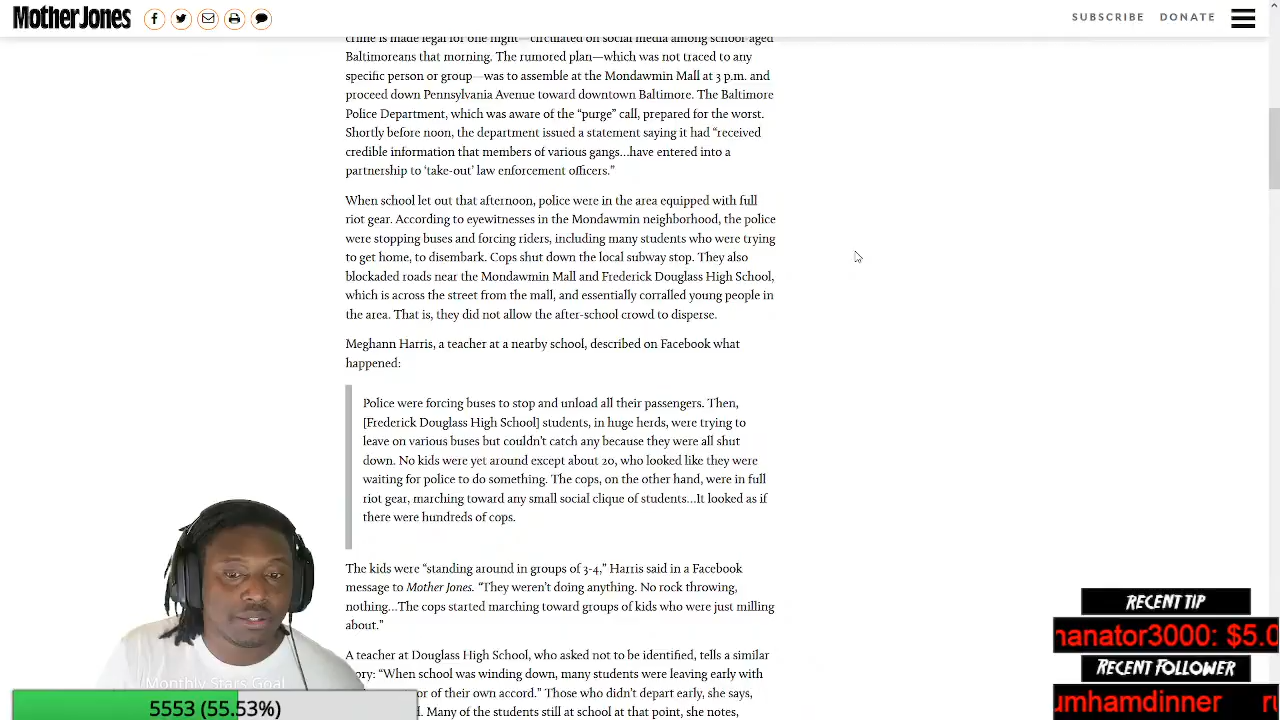 MotherJones
SUBSCRIBE DONATE
crime is made legal for one night—
on social media among school aged
Baltimoreans that morning. The rumored plan—which was not traced to any
specific person or group—was to assemble at the Mondawmin Mall at 3 p.m. and
proceed down Pennsylvania Avenue toward downtown Baltimore. The Baltimore
Police Department, which was aware of the “purge” call, prepared for the worst.
Shortly before noon, the department issued a statement saying it had “received
credible information that members of various gangs…have entered into a
partnership to ‘take-out’ law enforcement officers.”
When school let out that afternoon, police were in the area equipped with full
riot gear. According to eyewitnesses in the Mondawmin neighborhood, the police
were stopping buses and forcing riders, including many students who were trying
to get home, to disembark. Cops shut down the local subway stop. They also
blockaded roads near the Mondawmin Mall and Frederick Douglass High School,
which is across the street from the mall, and essentially corralled young people in
the area. That is, they did not allow the after-school crowd to disperse.
Meghann Harris, a teacher at a nearby school, described on Facebook what
happened:
Police were forcing buses to stop and unload all their passengers. Then,
[Frederick Douglass High School] students, in huge herds, were trying to
leave on various buses but couldn’t catch any because they were all shut
down. No kids were yet around except about 20, who looked like they were
waiting for police to do something. The cops, on the other hand, were in full
riot gear, marching toward any small social clique of students…It looked as if
there were hundreds of cops.
The kids were “standing around in groups of 3-4,” Harris said in a Facebook
message to Mother Jones. “They weren’t doing anything. No rock throwing,
nothing…The cops started marching toward groups of kids who were just milling
about.”
at Douglass High School, who asked not to be identified, tells a similar
“When school was winding down, many students were leaving early with
or of their own accord.” Those who didn’t depart early, she says,
Many of the students still at school at that point, she notes,
Monthly Stars Goal
5553 (55.53%)
RECENT TIP
hanator3000: $5.0
RECENT FOLLOWER
umhamdinner